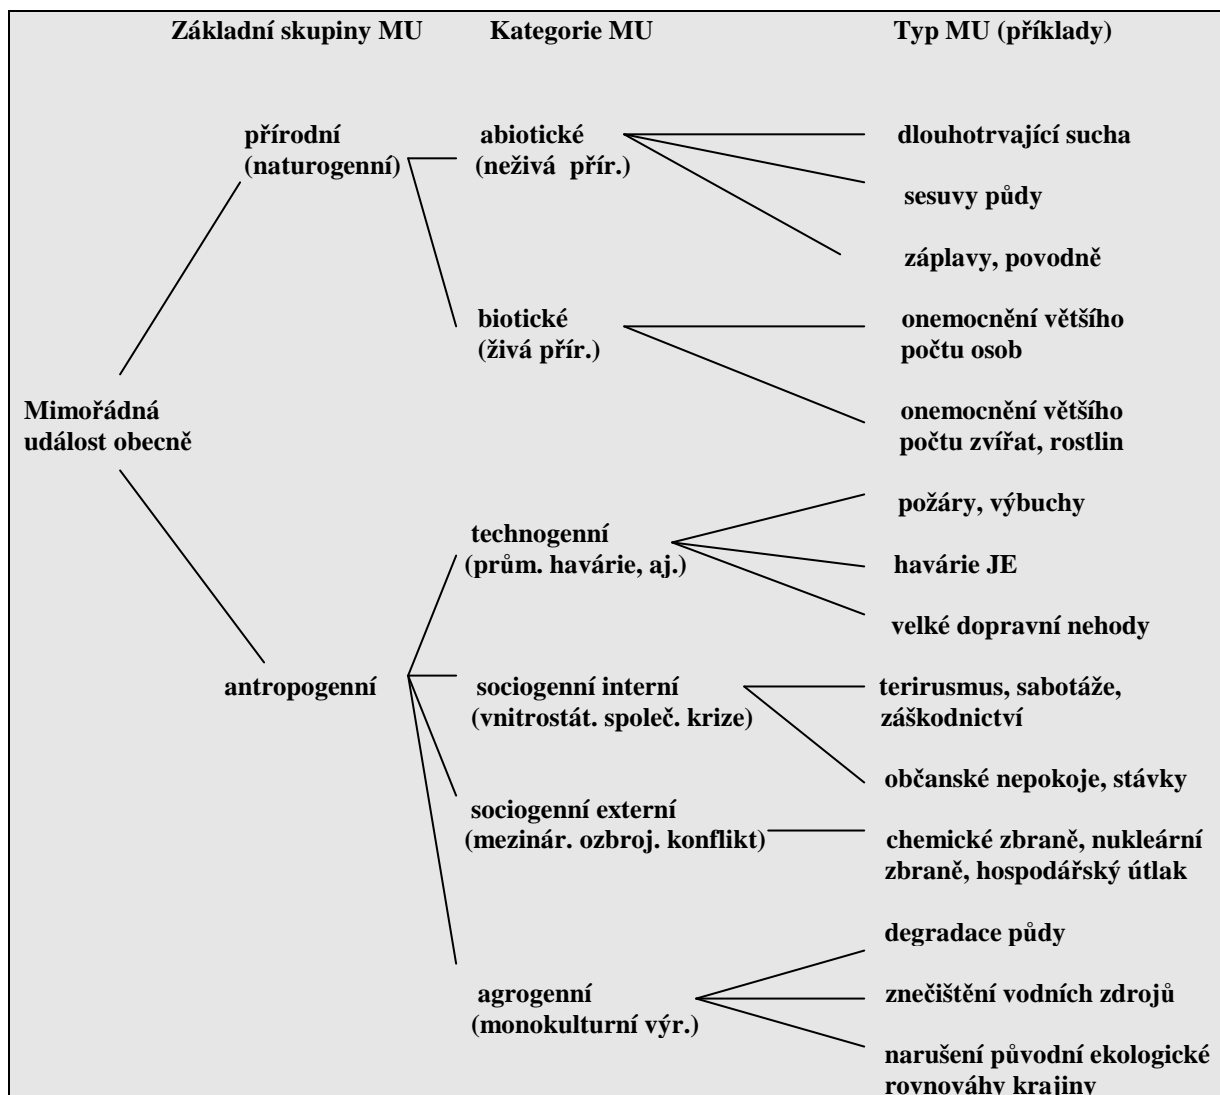 Základní skupiny MU Kategorie MU Typ MU (příklady)
přírodní
(naturogenní)
abiotické
(neživá přír.)
dlouhotrvající sucha
sesuvy půdy
záplavy, povodně
biotické
(živá přír.)
onemocnění většího
počtu osob
onemocnění většího
počtu zvířat, rostlin
Mimořádná
událost obecně
technogenní
(prům. havárie, aj.)
požáry, výbuchy
havárie JE
velké dopravní nehody
antropogenní
sociogenní interní
(vnitrostát. společ. krize)
terirusmus, sabotáže,
záškodnictví
občanské nepokoje, stávky
sociogenní externí
(mezinár. ozbroj. konflikt)
chemické zbraně, nukleární
zbraně, hospodářský útlak
agrogenní
(monokulturní výr.)
degradace půdy
znečištění vodních zdrojů
narušení původní ekologické
rovnováhy krajiny